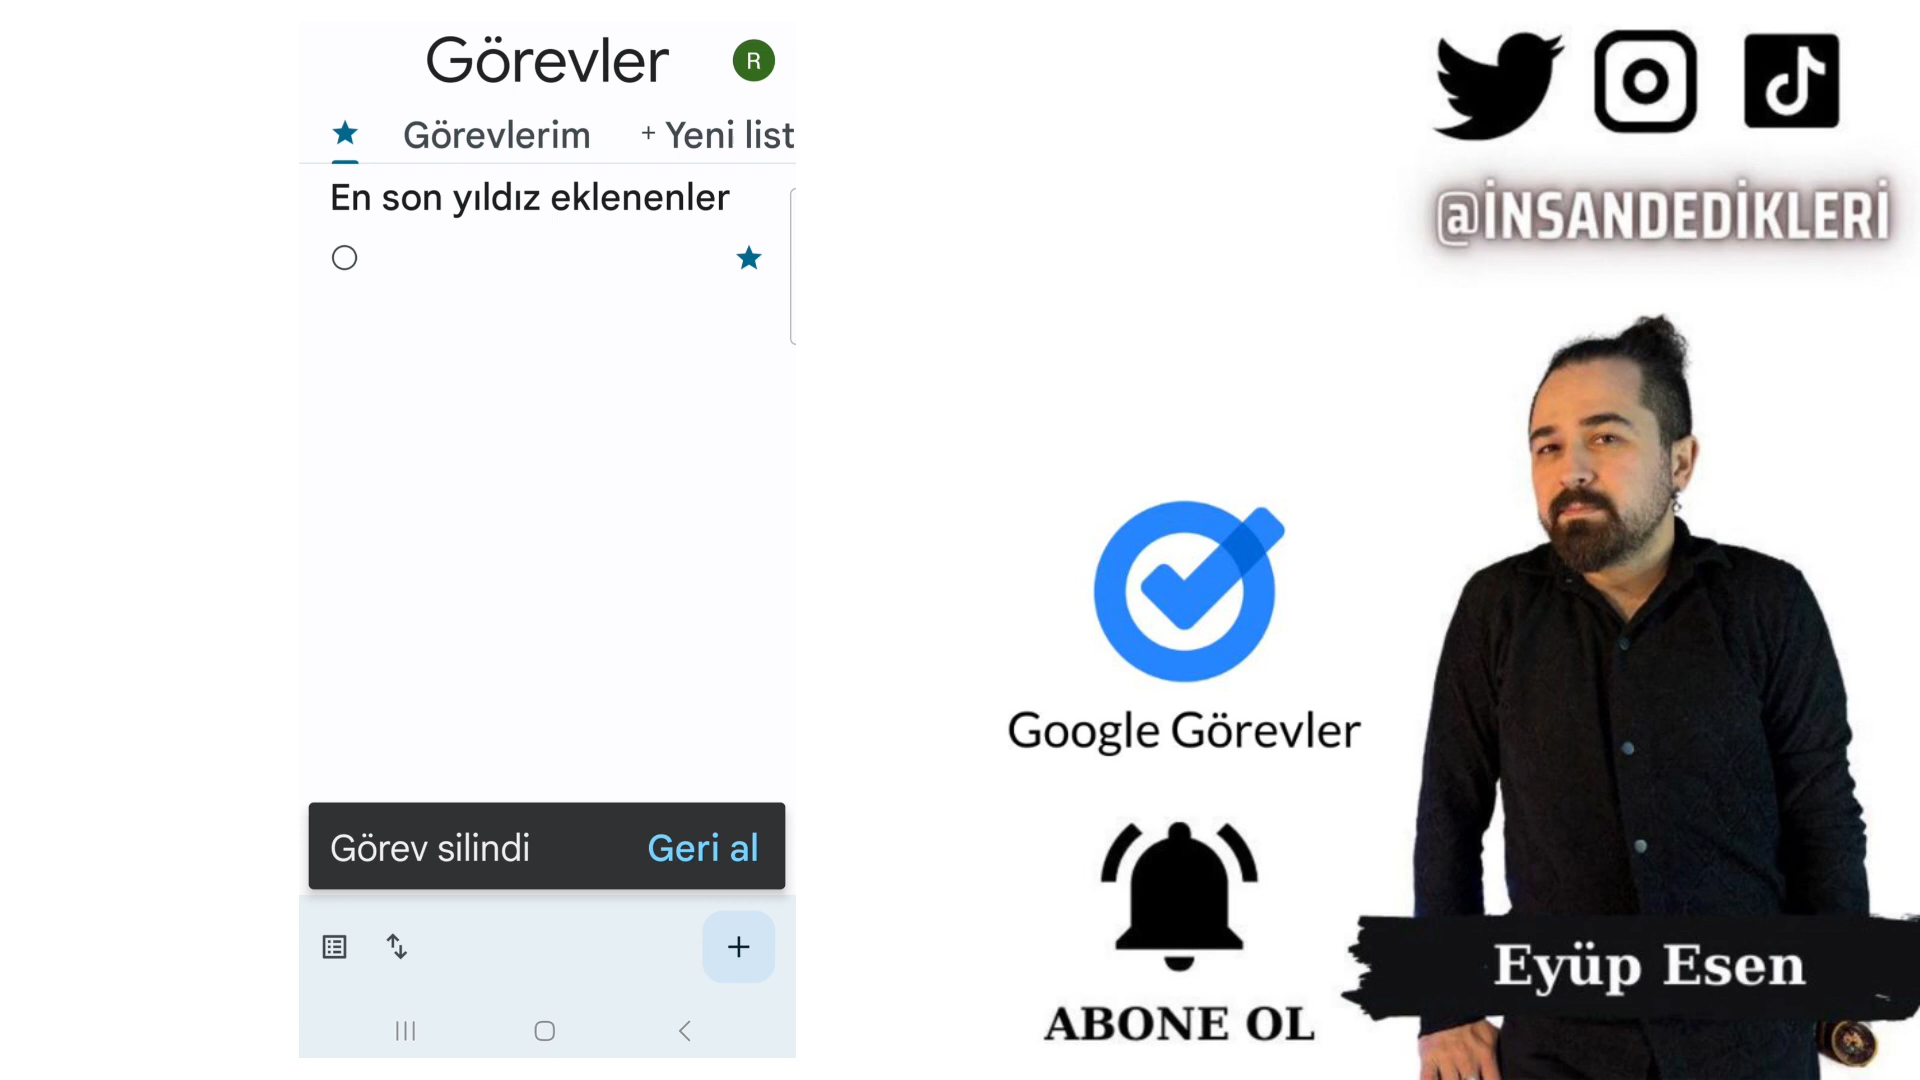 Görevler
R
Görevlerim
+ Yeni list
En son yıldız eklenenler
Görev silindi
Geri al
@İNSANDEDİKLERİ
Google Görevler
ABONE OL
Eyüp Esen